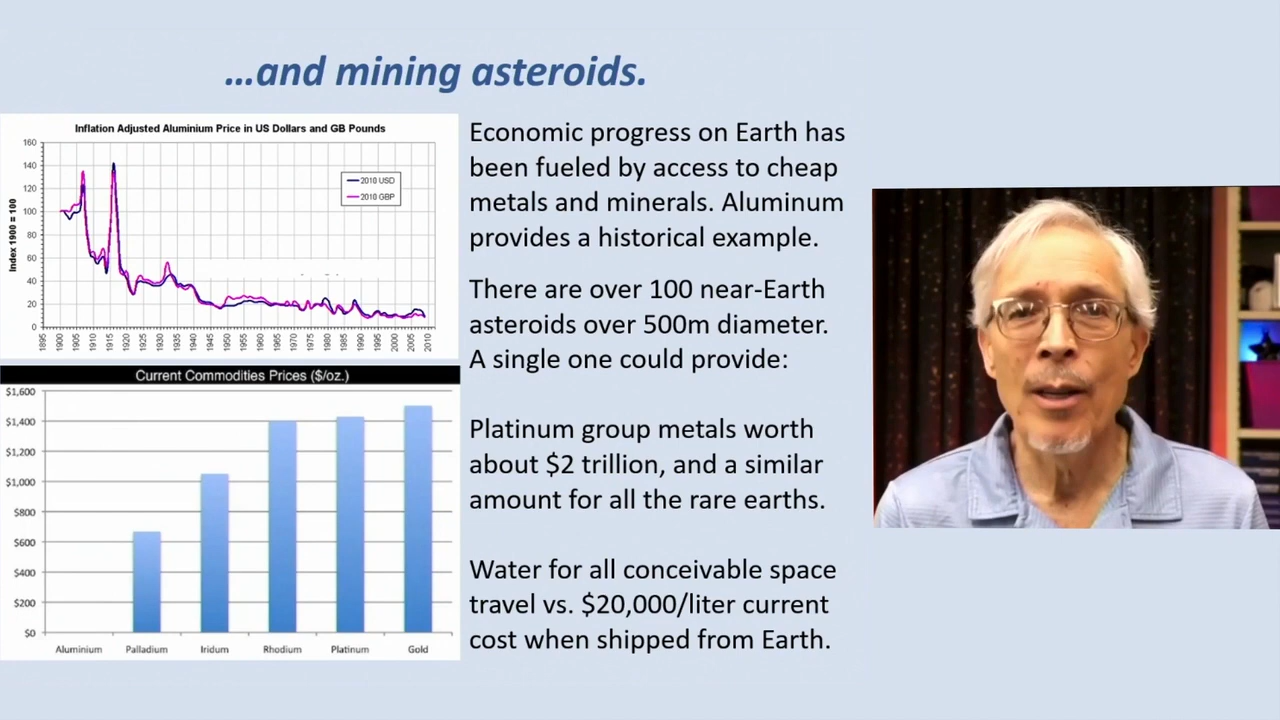 …and mining asteroids.
Inflation Adjusted Aluminium Price in US Dollars and GB Pounds
Index 1900 = 100
160
140
120
100
80
60
40
20
0
2010 USD
2010 GBP
1895 1900 1905 1910 1915 1920 1925 1930 1935 1940 1945 1950 1955 1960 1965 1970 1975 1980 1985 1990 1995 2000 2005 2010
Current Commodities Prices ($/oz.)
$1,600
$1,400
$1,200
$1,000
$800
$600
$400
$200
$0
Aluminium Palladium Iridum Rhodium Platinum Gold
Economic progress on Earth has
been fueled by access to cheap
metals and minerals. Aluminum
provides a historical example.
There are over 100 near-Earth
asteroids over 500m diameter.
A single one could provide:
Platinum group metals worth
about $2 trillion, and a similar
amount for all the rare earths.
Water for all conceivable space
travel vs. $20,000/liter current
cost when shipped from Earth.